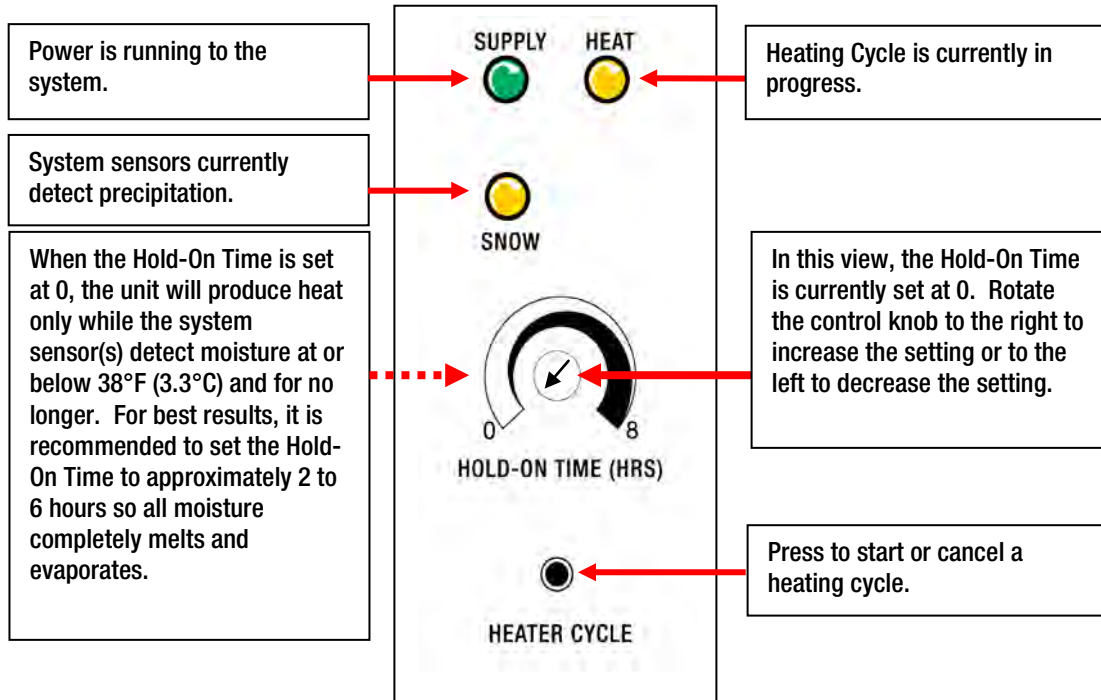 Power is running to the
system.
System sensors currently
detect precipitation.
When the Hold-On Time is set
at 0, the unit will produce heat
only while the system
sensor(s) detect moisture at or
below 38°F (3.3°C) and for no
longer. For best results, it is
recommended to set the Hold-
On Time to approximately 2 to
6 hours so all moisture
completely melts and
evaporates.
SUPPLY HEAT
SNOW
0 8
HOLD-ON TIME (HRS)
HEATER CYCLE
Heating Cycle is currently in
progress.
In this view, the Hold-On Time
is currently set at 0. Rotate
the control knob to the right to
increase the setting or to the
left to decrease the setting.
Press to start or cancel a
heating cycle.